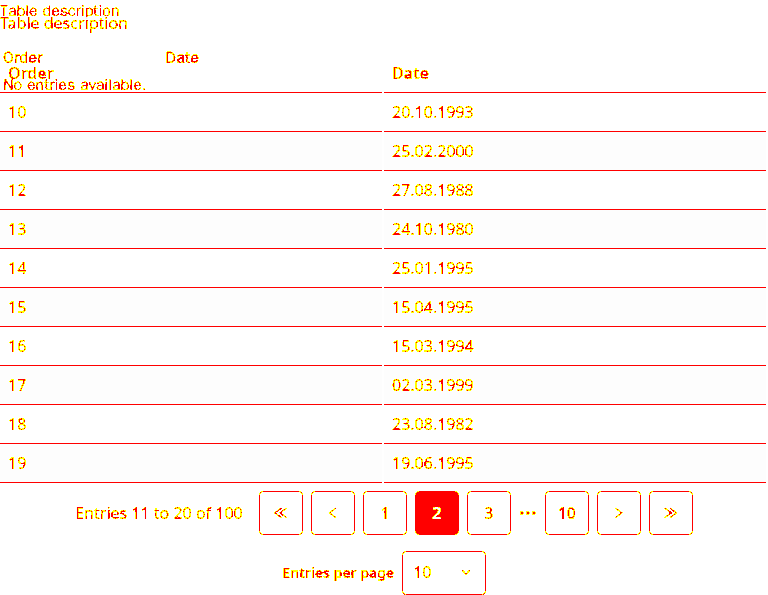 Table description
Table description
Order Date
Order Date
No entries available.
10 20.10.1993
11 25.02.2000
12 27.08.1988
13 24.10.1980
14 25.01.1995
15 15.04.1995
16 15.03.1994
17 02.03.1999
18 23.08.1982
19 19.06.1995
Entries 11 to 20 of 100 « < 1 2 3 ··· 10 > »
Entries per page 10